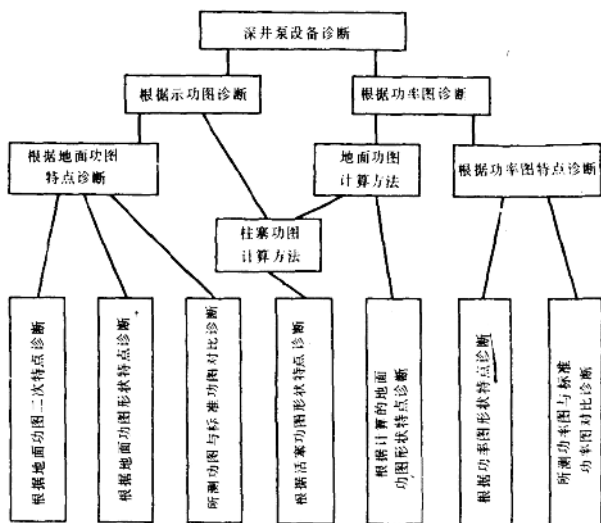 深井泵设备诊断
根据示功图诊断
根据功率图诊断
根据地面功图
特点诊断
地面功图
计算方法
根据功率图特点诊断
柱塞功图
计算方法
根据地面功图二次特点诊断
根据地面功图形状特点诊断
所测功图与标准功图对比诊断
根据活塞功图形状特点诊断
根据计算的地面
功图形状特点诊断
根据功率图形状特点诊断
所测功率图与标准
功率图对比诊断